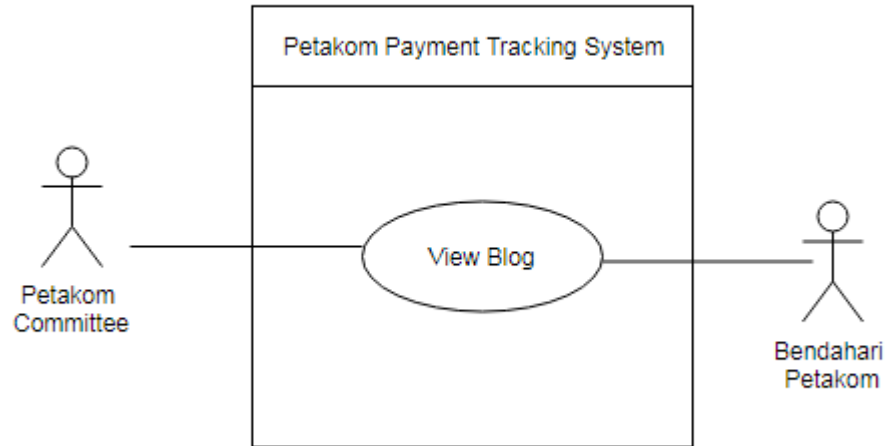 Petakom Payment Tracking System
View Blog
Petakom
Committee
Bendahari
Petakom